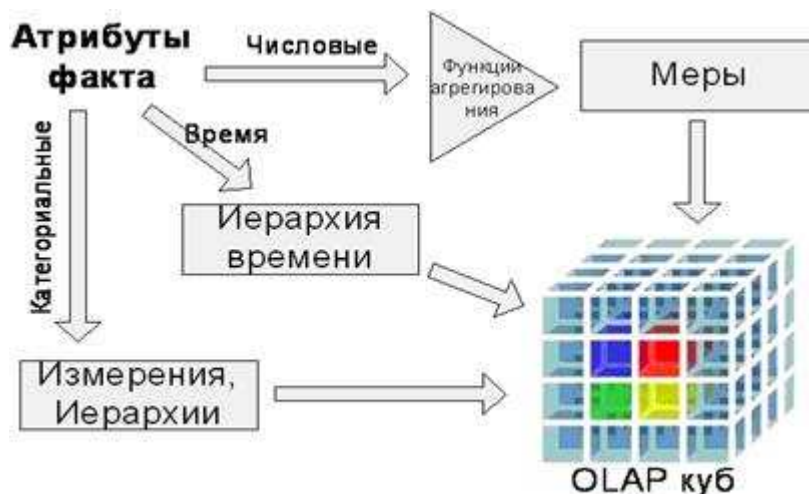 Атрибуты
факта
Числовые
Функции
агрегирова
ния
Меры
Время
Категориальные
Иерархия
времени
Измерения,
Иерархии
OLAP куб